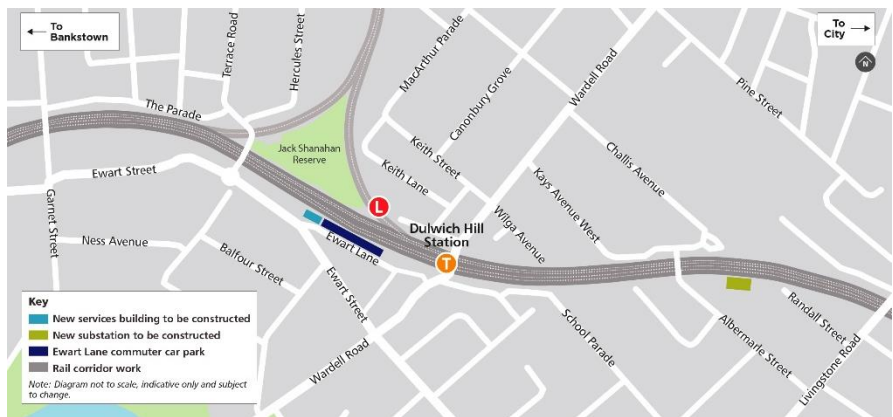 To
Bankstown
To
City
N
Terrace Road
Hercules Street
MacArthur Parade
Canonbury Grove
Wardell Road
Pine Street
The Parade
Jack Shanahan
Reserve
Keith Street
Challis Avenue
Ewart Street
Keith Lane
Kays Avenue West
Garnet Street
L
Wilga Avenue
Dulwich Hill
Station
T
Ness Avenue
Balfour Street
Ewart Lane
Ewart Street
Wardell Road
School Parade
Albermarle Street
Randall Street
Livingstone Road
Key
New services building to be constructed
New substation to be constructed
Ewart Lane commuter car park
Rail corridor work
Note: Diagram not to scale, indicative only and subject
to change.